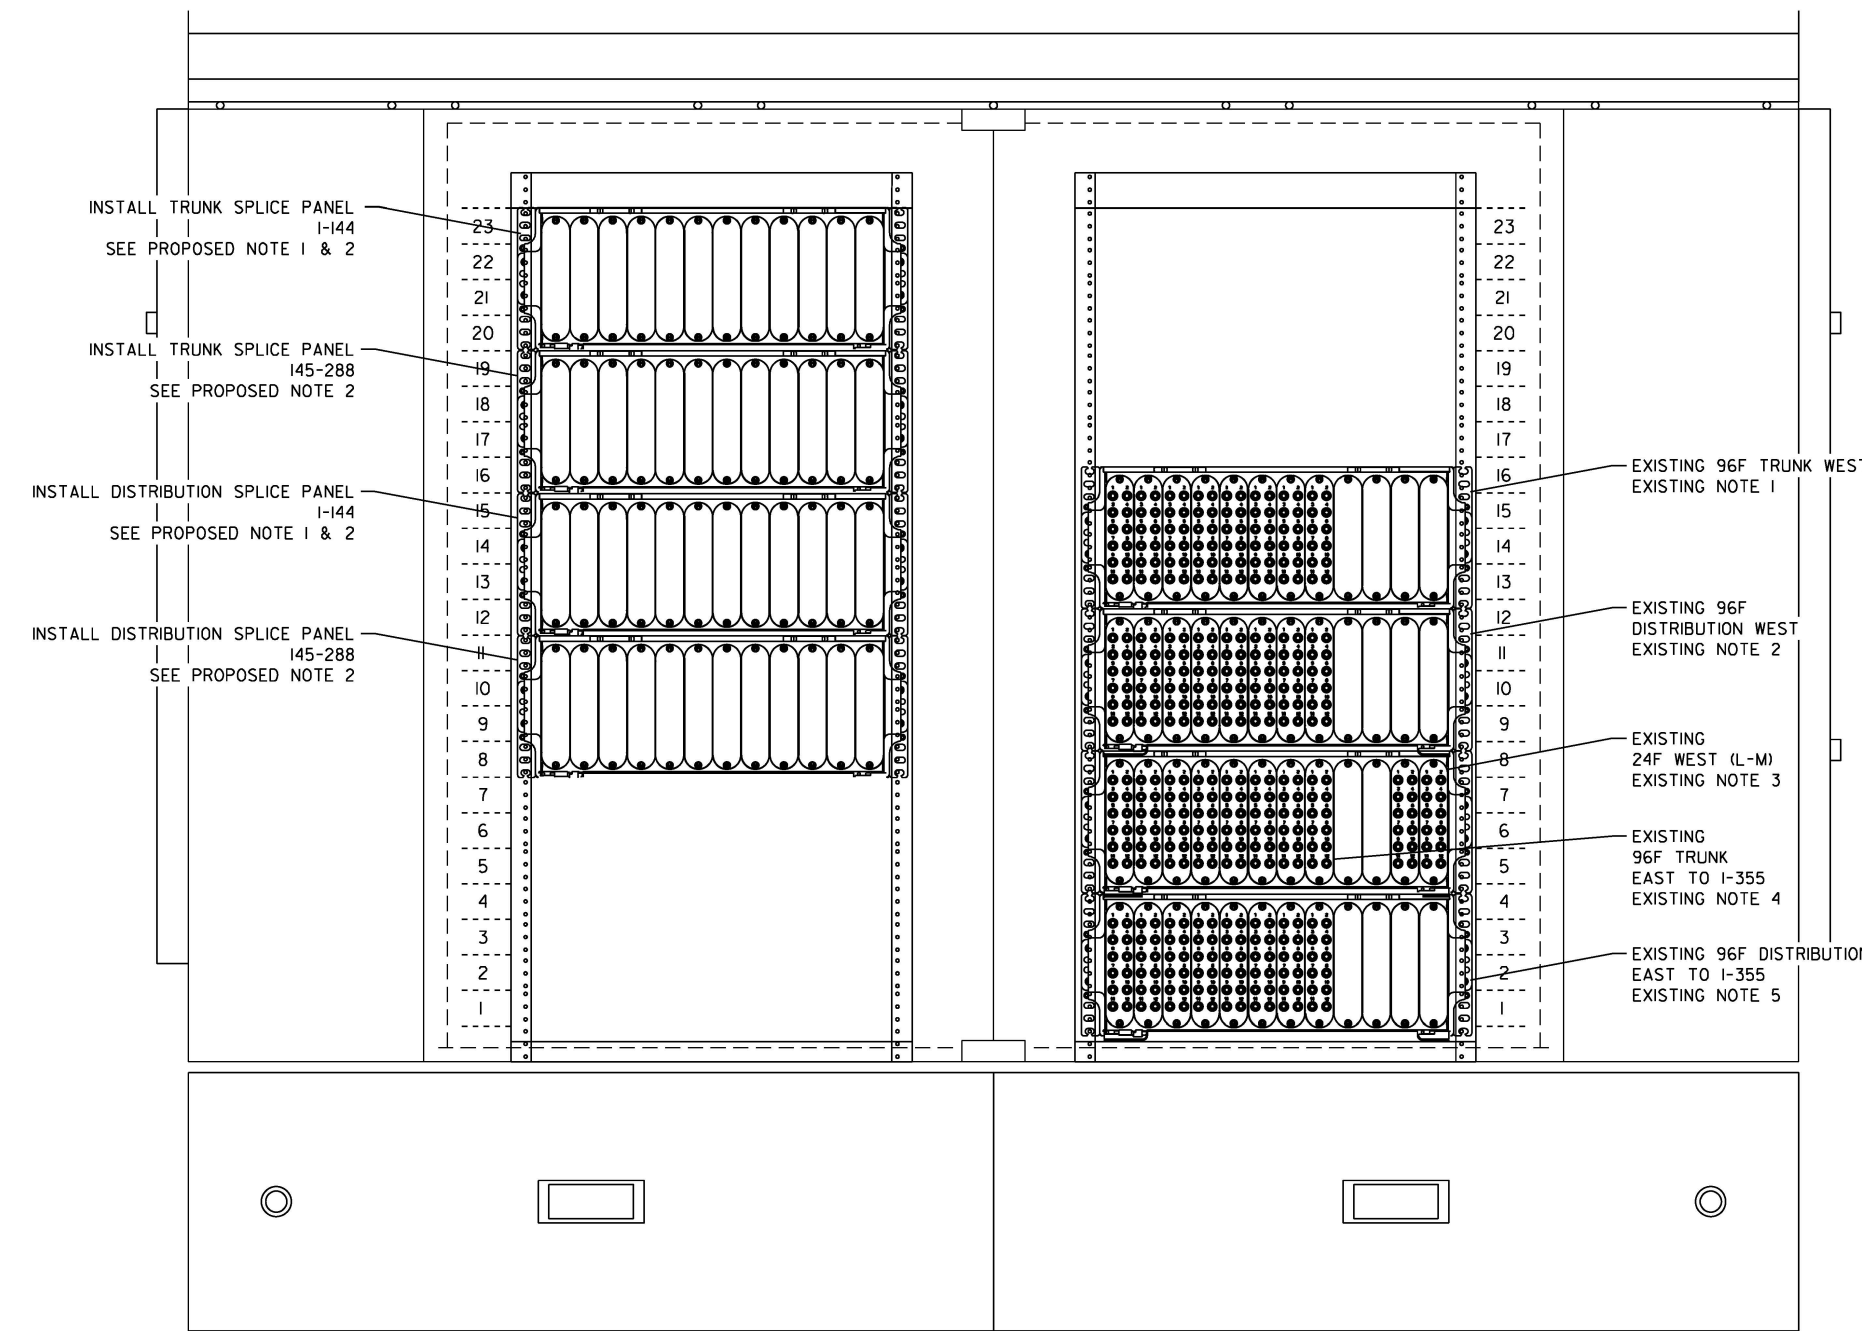 INSTALL TRUNK SPLICE PANEL
1-144
SEE PROPOSED NOTE 1 & 2
INSTALL TRUNK SPLICE PANEL
145-288
SEE PROPOSED NOTE 2
INSTALL DISTRIBUTION SPLICE PANEL
1-144
SEE PROPOSED NOTE 1 & 2
INSTALL DISTRIBUTION SPLICE PANEL
145-288
SEE PROPOSED NOTE 2
23
22
21
20
19
18
17
16
15
14
13
12
11
10
9
8
7
6
5
4
3
2
1
23
22
21
20
19
18
17
16
15
14
13
12
11
10
9
8
7
6
5
4
3
2
1
EXISTING 96F TRUNK WEST
EXISTING NOTE 1
EXISTING 96F
DISTRIBUTION WEST
EXISTING NOTE 2
EXISTING
24F WEST (L-M)
EXISTING NOTE 3
EXISTING
96F TRUNK
EAST TO I-355
EXISTING NOTE 4
EXISTING 96F DISTRIBUTION
EAST TO I-355
EXISTING NOTE 5